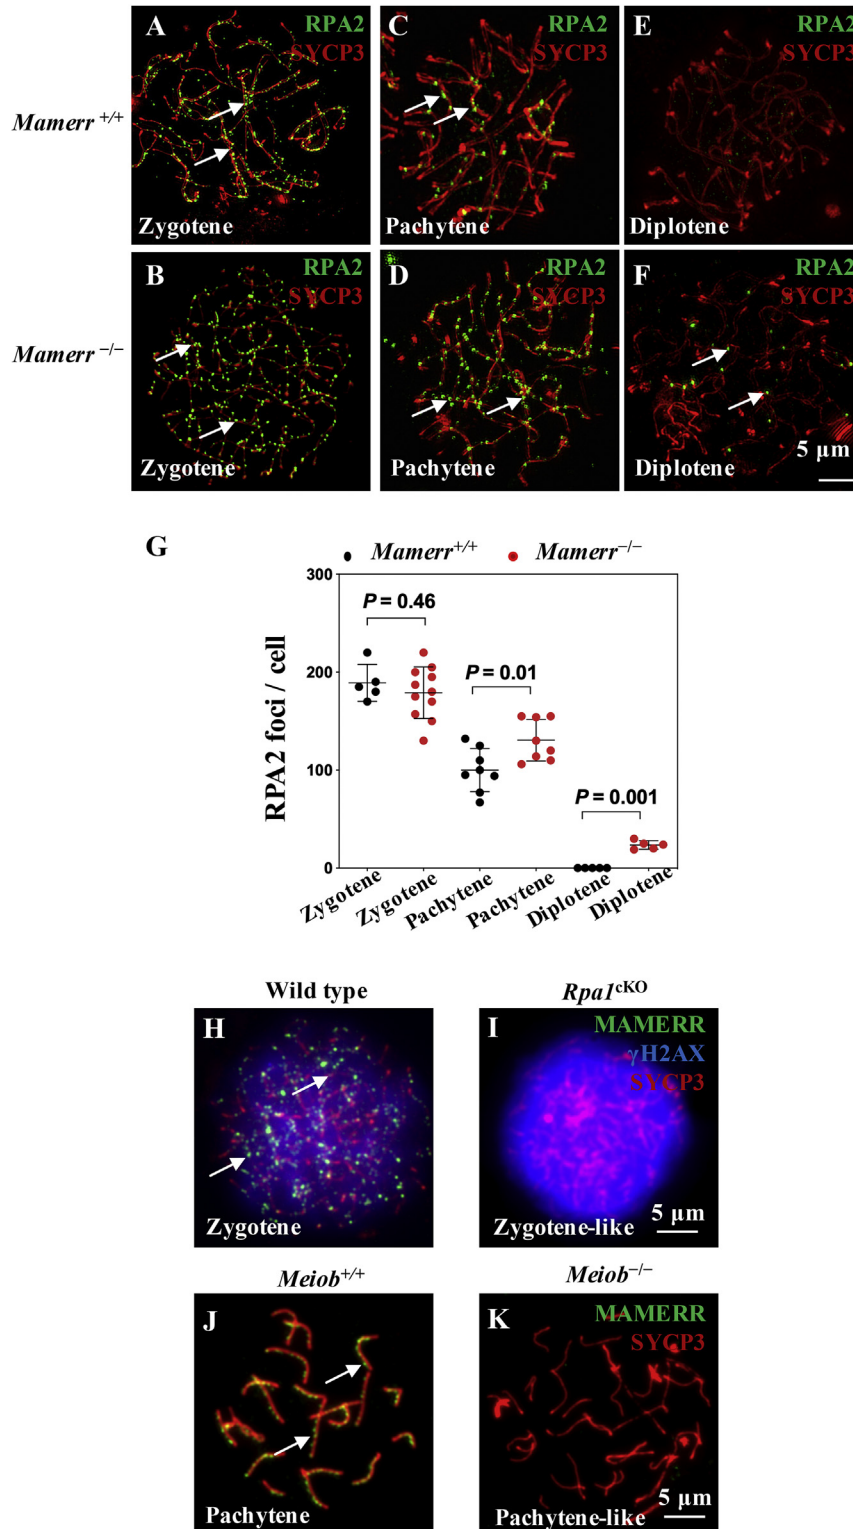 A RPA2
SYCP3
Zygotene
C RPA2
SYCP3
Pachytene
E RPA2
SYCP3
Diplotene
Mamerr +/+
B RPA2
SYCP3
Zygotene
D RPA2
SYCP3
Pachytene
F RPA2
SYCP3
5 µm
Diplotene
Mamerr −/−
G
Mamerr+/+ Mamerr−/−
300
200
100
0
RPA2 foci / cell
P = 0.46
P = 0.01
P = 0.001
Zygotene
Zygotene
Pachytene
Pachytene
Diplotene
Diplotene
Wild type
H
Zygotene
Rpa1cKO
I MAMERR
γH2AX
SYCP3
Zygotene-like 5 µm
Meiob+/+
J
Pachytene
Meiob−/−
K MAMERR
SYCP3
5 µm
Pachytene-like